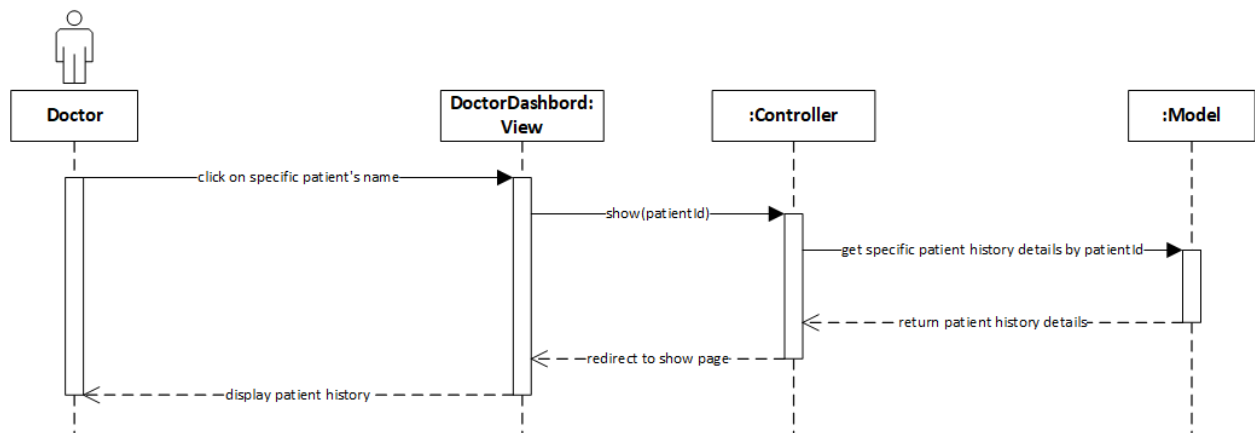 Doctor
DoctorDashbord:
View
:Controller
:Model
click on specific patient's name
show(patientId)
get specific patient history details by patientId
return patient history details
redirect to show page
display patient history